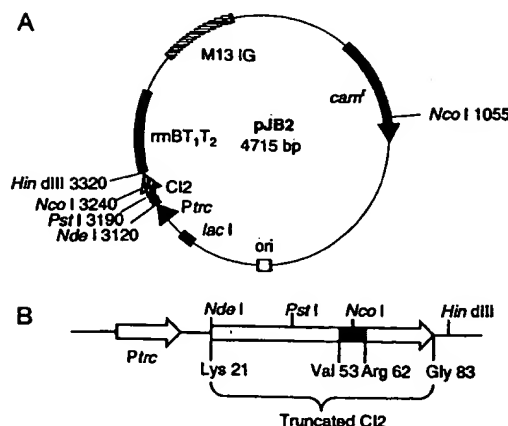 A
M13 IG
camʳ
Nco I 1055
pJB2
4715 bp
rrnBT₁T₂
Hin dIII 3320
CI2
Nco I 3240
Ptrc
Pst I 3190
Nde I 3120
lac I
ori
B
Nde I
Pst I
Nco I
Hin dIII
Ptrc
Lys 21
Val 53
Arg 62
Gly 83
Truncated CI2